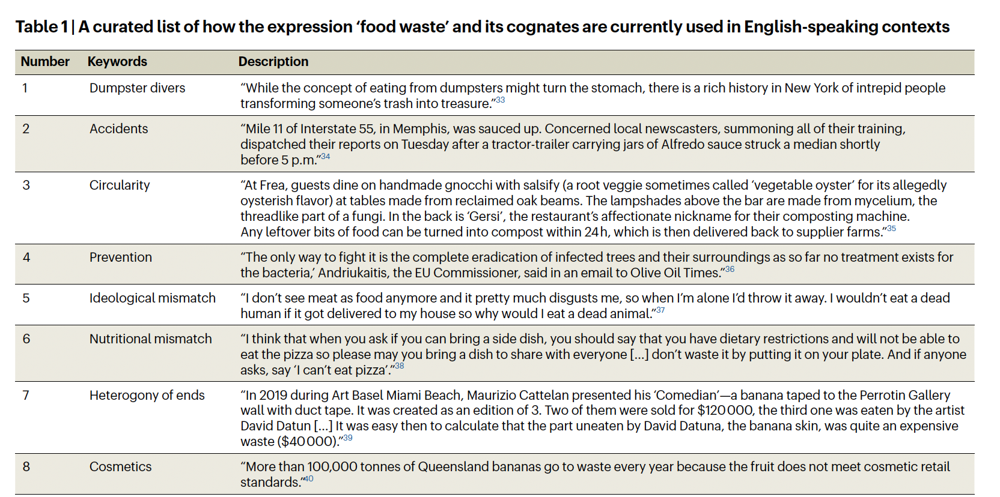 Table 1 | A curated list of how the expression ‘food waste’ and its cognates are currently used in English-speaking contexts
Number Keywords Description
1 Dumpster divers “While the concept of eating from dumpsters might turn the stomach, there is a rich history in New York of intrepid people
transforming someone’s trash into treasure.”33
2 Accidents “Mile 11 of Interstate 55, in Memphis, was sauced up. Concerned local newscasters, summoning all of their training,
dispatched their reports on Tuesday after a tractor-trailer carrying jars of Alfredo sauce struck a median shortly
before 5 p.m.”34
3 Circularity “At Frea, guests dine on handmade gnocchi with salsify (a root veggie sometimes called ‘vegetable oyster’ for its allegedly
oysterish flavor) at tables made from reclaimed oak beams. The lampshades above the bar are made from mycelium, the
threadlike part of a fungi. In the back is ‘Gersi’, the restaurant’s affectionate nickname for their composting machine.
Any leftover bits of food can be turned into compost within 24 h, which is then delivered back to supplier farms.”35
4 Prevention “The only way to fight it is the complete eradication of infected trees and their surroundings as so far no treatment exists for
the bacteria,’ Andriukaitis, the EU Commissioner, said in an email to Olive Oil Times.”36
5 Ideological mismatch “I don’t see meat as food anymore and it pretty much disgusts me, so when I’m alone I’d throw it away. I wouldn’t eat a dead
human if it got delivered to my house so why would I eat a dead animal.”37
6 Nutritional mismatch “I think that when you ask if you can bring a side dish, you should say that you have dietary restrictions and will not be able to
eat the pizza so please may you bring a dish to share with everyone [...] don’t waste it by putting it on your plate. And if anyone
asks, say ‘I can’t eat pizza’.”38
7 Heterogony of ends “In 2019 during Art Basel Miami Beach, Maurizio Cattelan presented his ‘Comedian’—a banana taped to the Perrotin Gallery
wall with duct tape. It was created as an edition of 3. Two of them were sold for $120 000, the third one was eaten by the artist
David Datun [...] It was easy then to calculate that the part uneaten by David Datuna, the banana skin, was quite an expensive
waste ($40 000).”39
8 Cosmetics “More than 100,000 tonnes of Queensland bananas go to waste every year because the fruit does not meet cosmetic retail
standards.”40